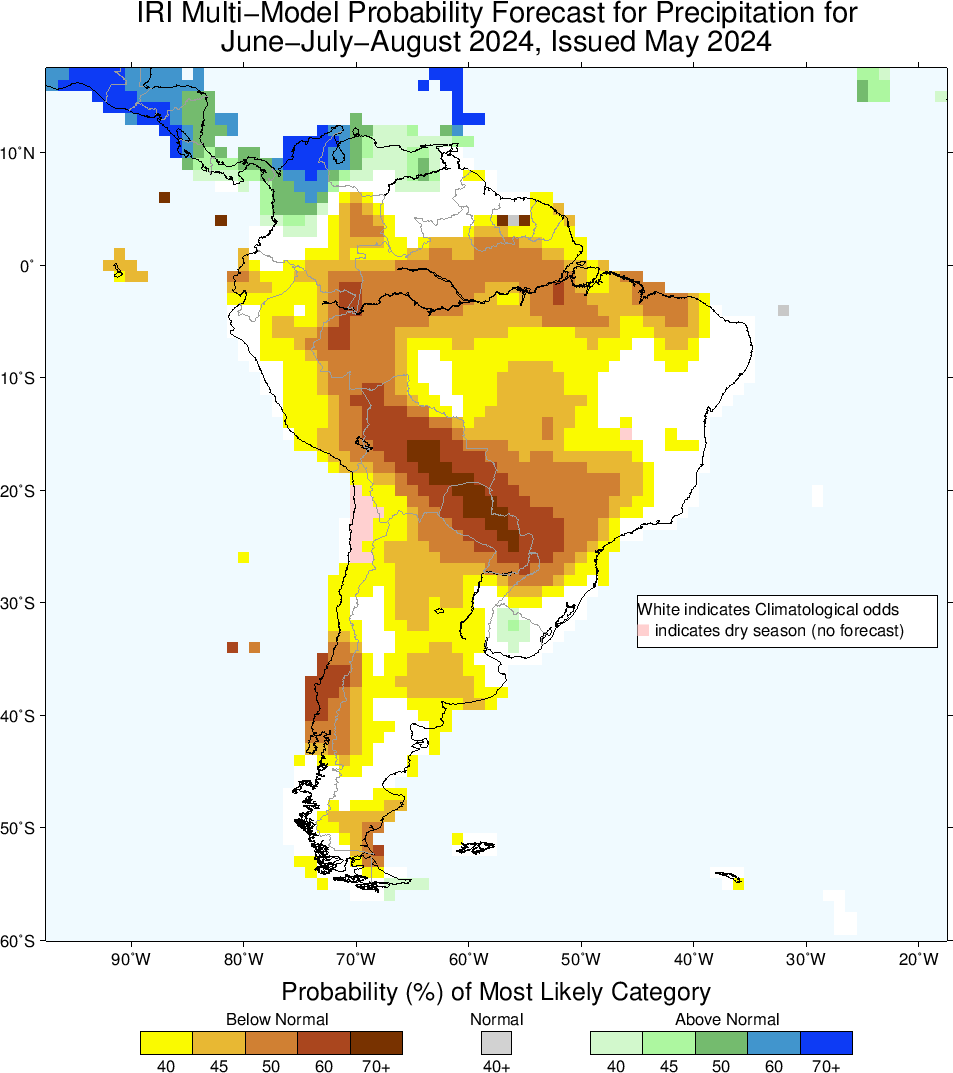 IRI Multi−Model Probability Forecast for Precipitation for
June−July−August 2024, Issued May 2024
10˚N
0˚
10˚S
20˚S
30˚S
White indicates Climatological odds
indicates dry season (no forecast)
40˚S
50˚S
60˚S
90˚W 80˚W 70˚W 60˚W 50˚W 40˚W 30˚W 20˚W
Probability (%) of Most Likely Category
Below Normal Normal Above Normal
40 45 50 60 70+ 40+ 40 45 50 60 70+